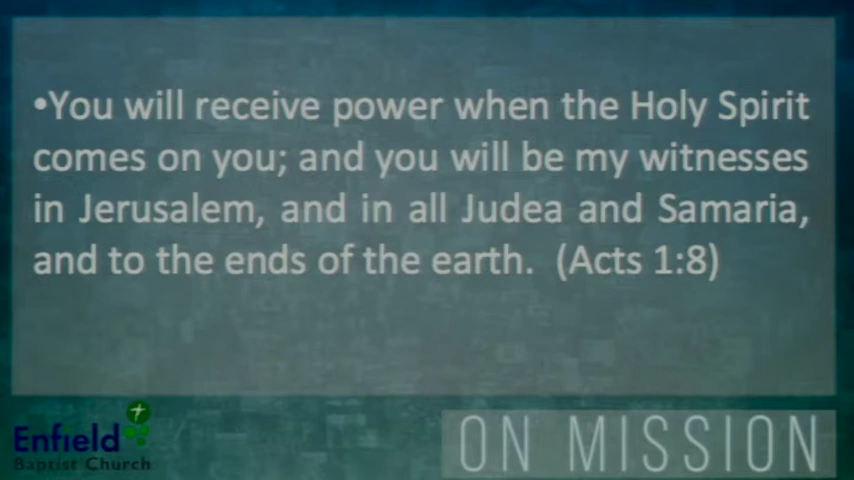 •You will receive power when the Holy Spirit
comes on you; and you will be my witnesses
in Jerusalem, and in all Judea and Samaria,
and to the ends of the earth. (Acts 1:8)
Enfield
Baptist Church
ON MISSION